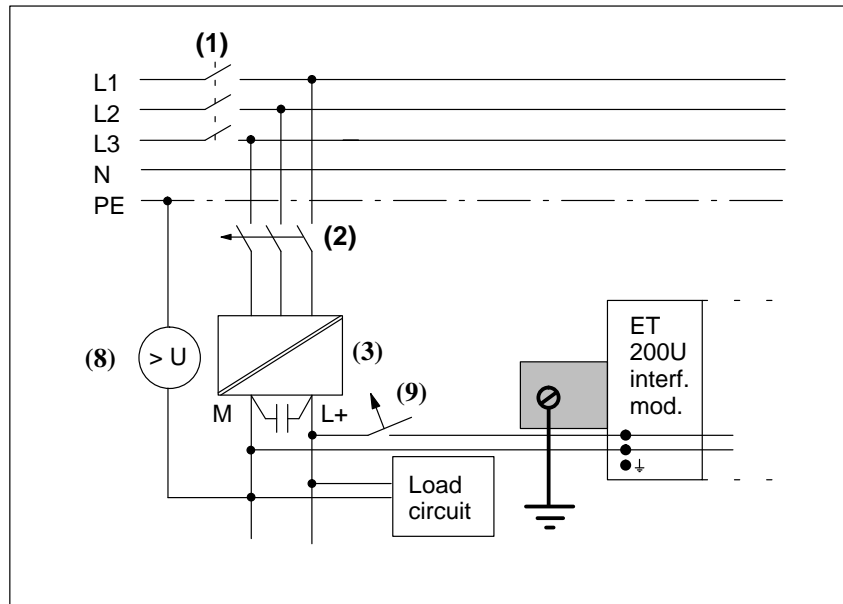 (1)
L1
L2
L3
N
PE
(2)
(8)
> U
(3)
M
L+
(9)
ET
200U
interf.
mod.
Load
circuit